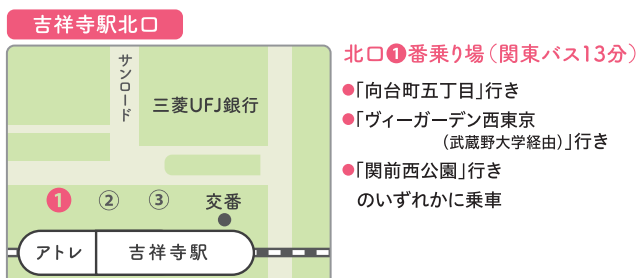 吉祥寺駅北口
サンロード
三菱UFJ銀行
1
②
③
交番
アトレ
吉祥寺駅
北口❶番乗り場（関東バス13分）
●「向台町五丁目」行き
●「ヴィーガーデン西東京
（武蔵野大学経由）」行き
●「関前西公園」行き
のいずれかに乗車